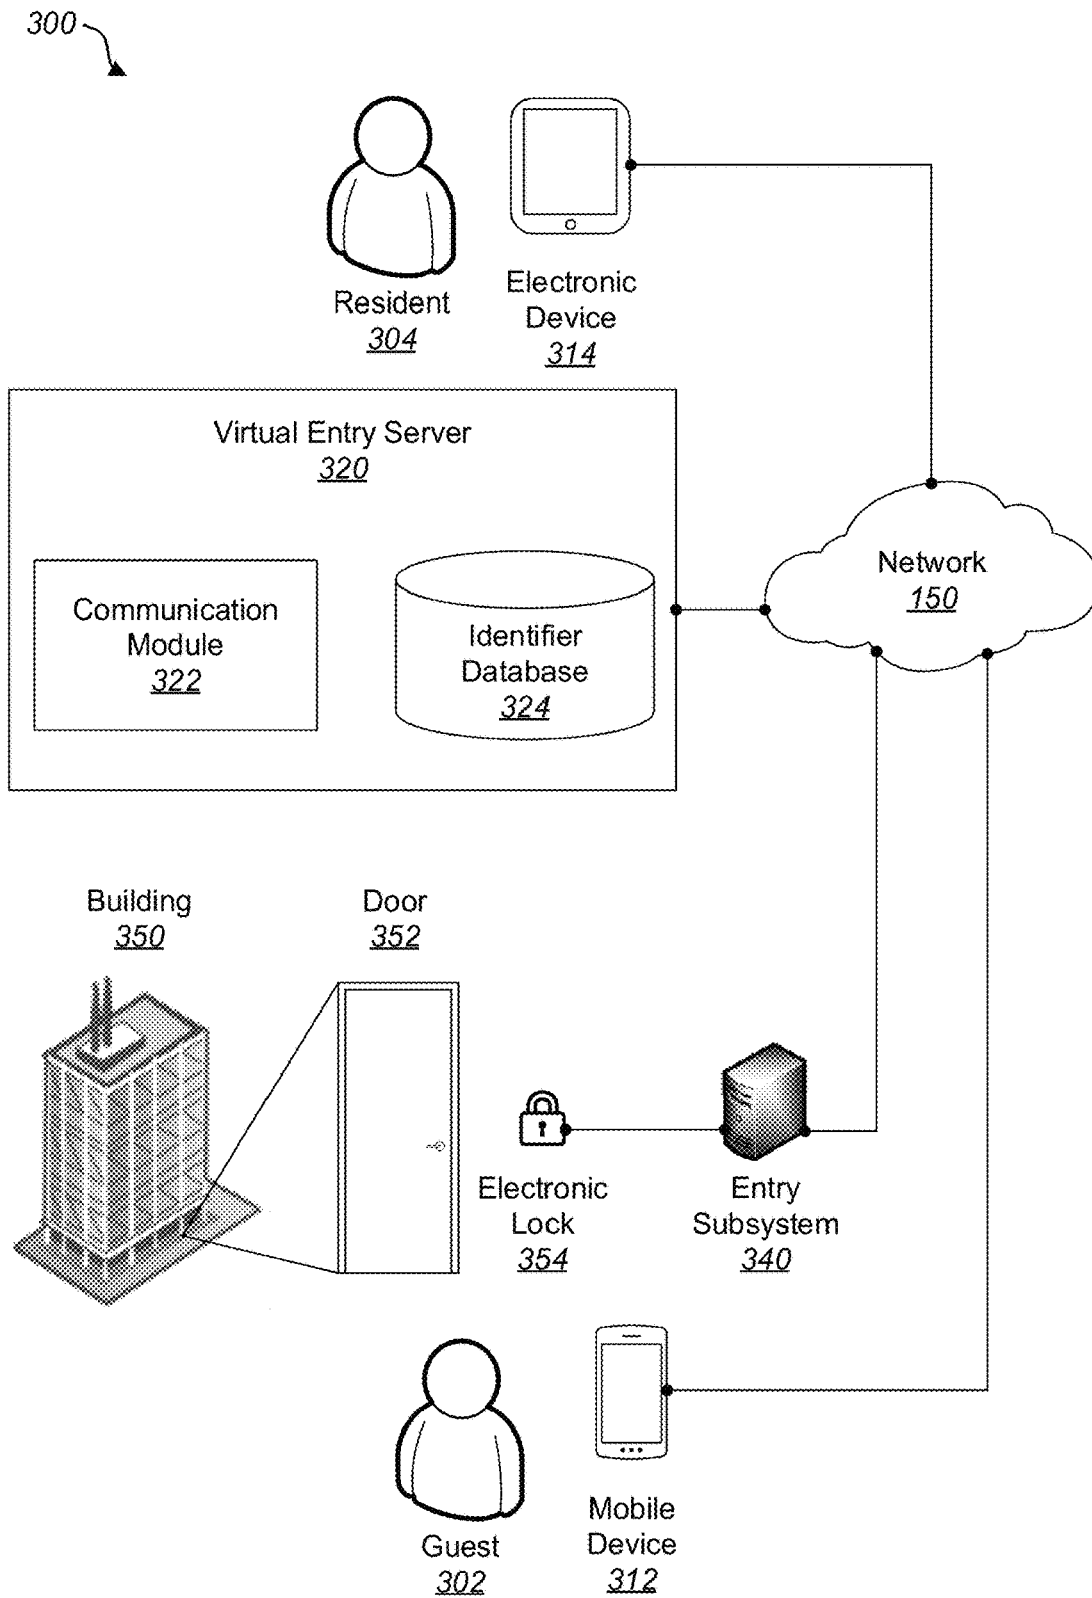 300
Resident
304
Electronic
Device
314
Virtual Entry Server
320
Communication
Module
322
Identifier
Database
324
Network
150
Building
350
Door
352
Electronic
Lock
354
Entry
Subsystem
340
Guest
302
Mobile
Device
312